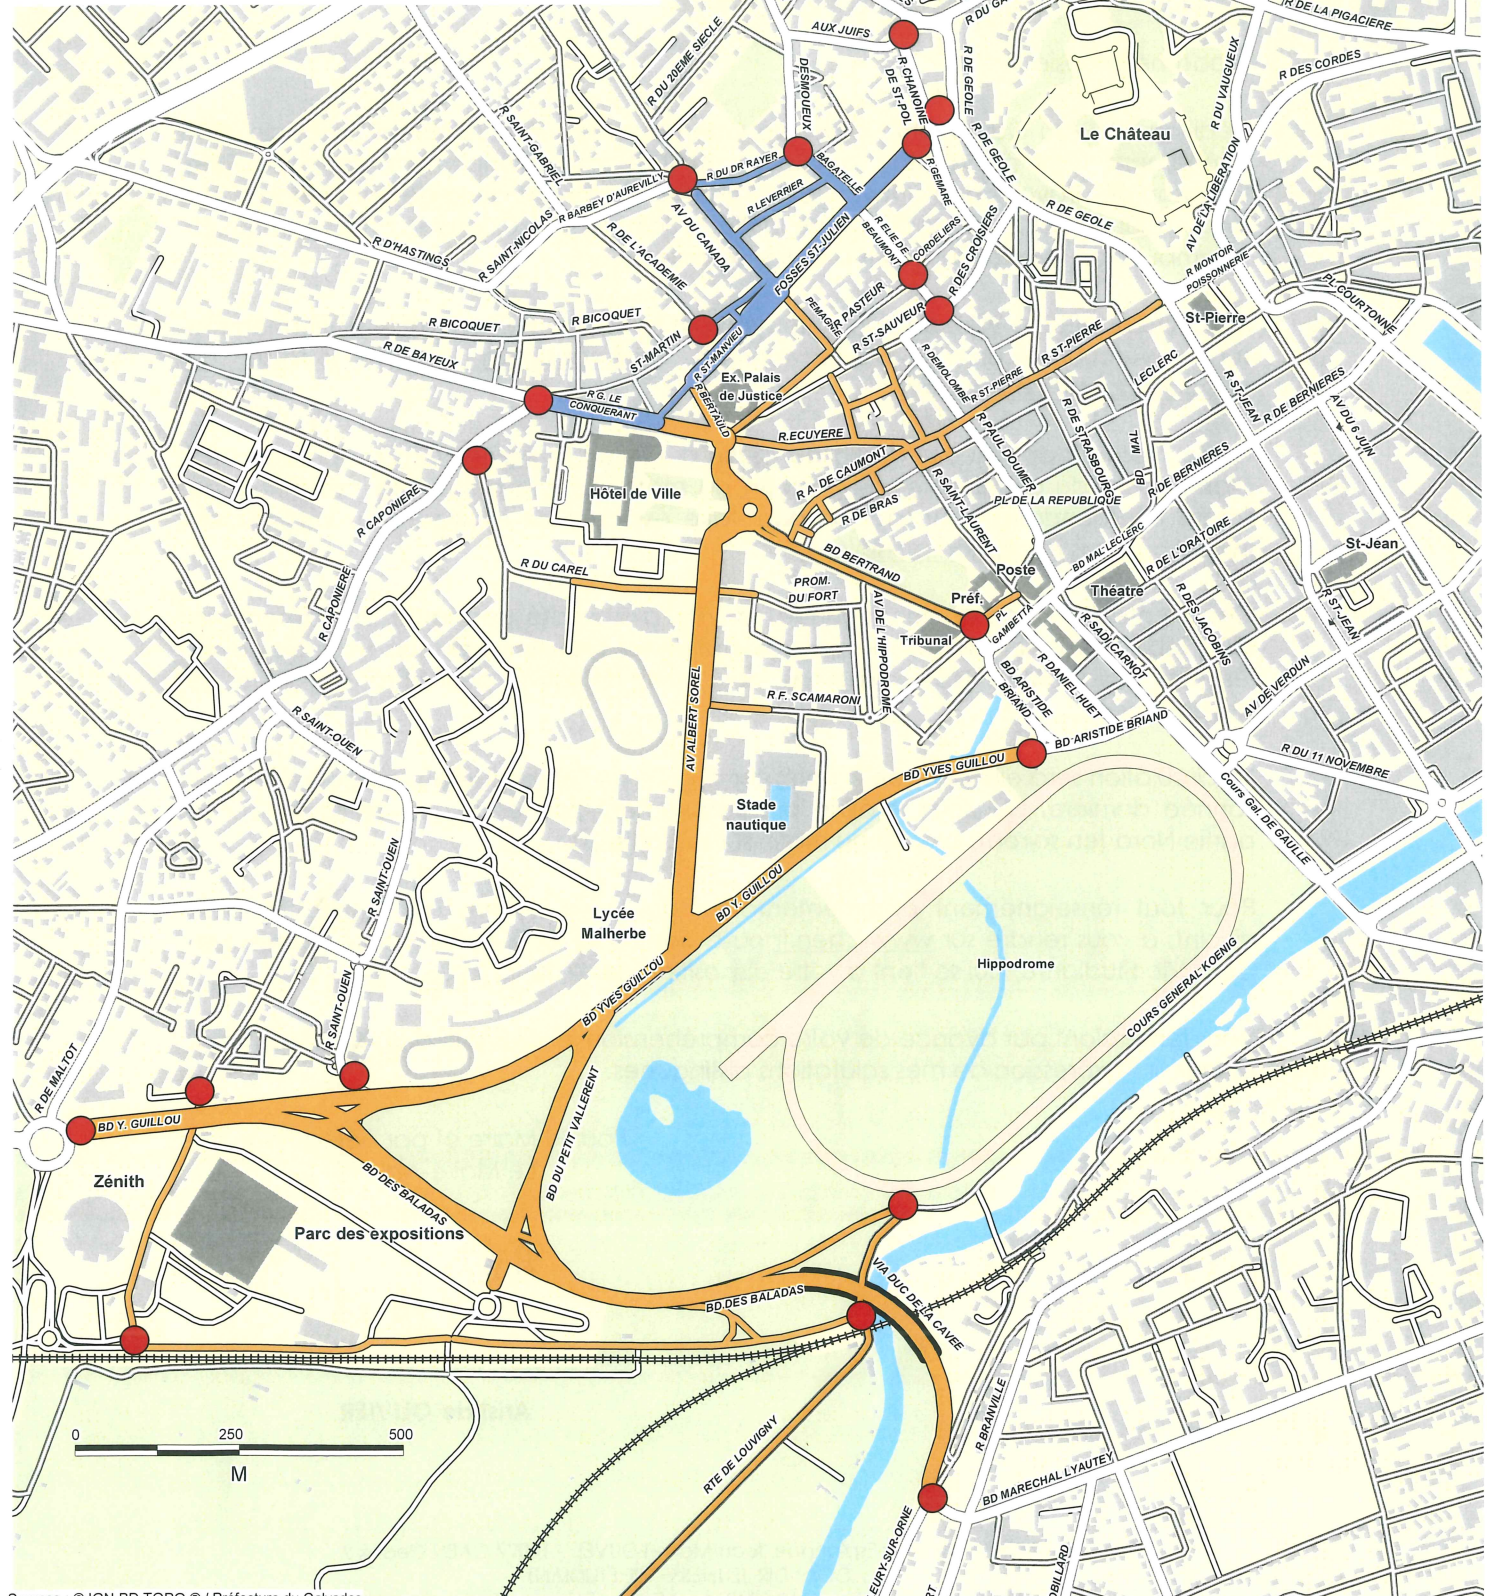 R DU 20EME SIECLE
AUX JUIFS
R DE LA PIGACIERE
R DES CORDES
R DU VAUGUEUX
DESMOUEUX
R CHANOINE
DE ST-POL
R DE GEOLE
R DE GEOLE
R DE GEOLE
Le Château
AV DE LA LIBERATION
R SAINT-GABRIEL
R DU DR RAYER
BAGATELLE
R GEMARE
R BARBEY D'AUREVILLY
R LEVERRIER
AV DU CANADA
FOSSES ST-JULIEN
R ELIE DE
BEAUMONT
CORDELIERS
R DES CROISIERS
R SAINT-NICOLAS
R D'HASTINGS
R DE L'ACADEMIE
R MONTOIR
POISSONNERIE
PL COURTONNE
R PASTEUR
PEMAGNIE
R ST-SAUVEUR
St-Pierre
R BICOQUET
R BICOQUET
R DE BAYEUX
ST-MARTIN
R ST-MANVIEU
R ST-PIERRE
R ST-PIERRE
R DEMOLOMBE
LECLERC
R ST-JEAN
R DE BERNIERES
Ex. Palais
de Justice
R BERTAULD
R G. LE
CONQUERANT
R.ECUYERE
R PAUL DOUMER
R DE STRASBOURG
BD MAL
AV DU 6 JUIN
R DE BERNIERES
Hôtel de Ville
R A. DE CAUMONT
R DE BRAS
R SAINT-LAURENT
PL DE LA REPUBLIQUE
R CAPONIERE
R CAPONIERE
R DU CAREL
BD BERTRAND
PROM.
DU FORT
Poste
Préf.
Tribunal
PL
GAMBETTA
BD MAL LECLERC
R DE L'ORATOIRE
Théatre
St-Jean
R ST-JEAN
R DES JACOBINS
R SADI CARNOT
AV DE L'HIPPODROME
AV ALBERT SOREL
R F. SCAMARONI
BD ARISTIDE
BRIAND
R DANIEL HUET
AV DE VERDUN
BD ARISTIDE BRIAND
R DU 11 NOVEMBRE
R SAINT-OUEN
R SAINT-OUEN
R SAINT-OUEN
BD YVES GUILLOU
Stade
nautique
Cours Gal. DE GAULLE
BD Y. GUILLOU
Lycée
Malherbe
BD YVES GUILLOU
Hippodrome
COURS GENERAL KOENIG
R DE MALTOT
BD Y. GUILLOU
BD DU PETIT VALLERENT
BD DES BALADAS
Zénith
Parc des expositions
BD DES BALADAS
VIA DUC DE LA CAVEE
0 250 500
M
RTE DE LOUVIGNY
R BRANVILLE
BD MARECHAL LYAUTEY